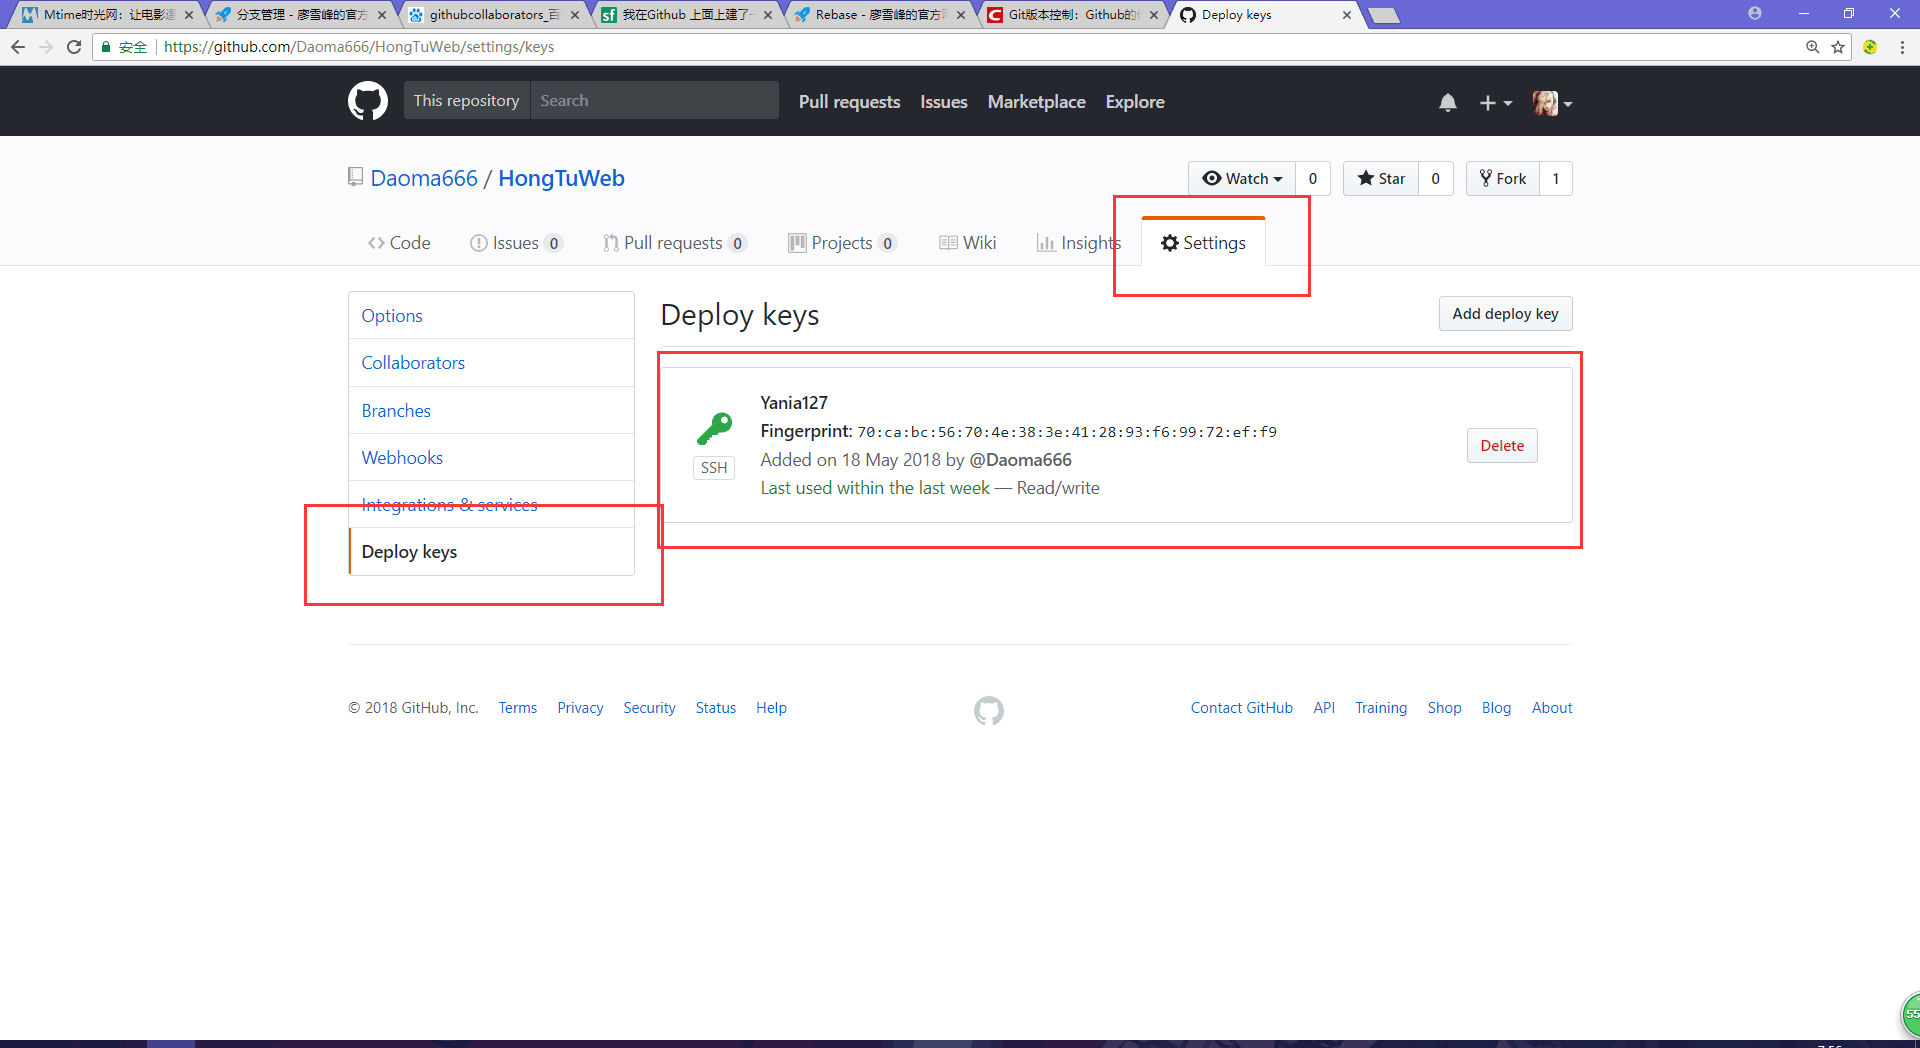 Mtime时光网：让电影遇
分支管理 - 廖雪峰的官方
githubcollaborators_百
我在Github 上面上建了一
Rebase - 廖雪峰的官方网
Git版本控制：Github的使
Deploy keys
安全 https://github.com/Daoma666/HongTuWeb/settings/keys
This repository Search Pull requests Issues Marketplace Explore
Daoma666 / HongTuWeb Watch 0 Star 0 Fork 1
Code Issues 0 Pull requests 0 Projects 0 Wiki Insights Settings
Options
Collaborators
Branches
Webhooks
Integrations & services
Deploy keys
Deploy keys Add deploy key
Yania127
Fingerprint: 70:ca:bc:56:70:4e:38:3e:41:28:93:f6:99:72:ef:f9
SSH
Added on 18 May 2018 by @Daoma666
Last used within the last week — Read/write
Delete
© 2018 GitHub, Inc. Terms Privacy Security Status Help Contact GitHub API Training Shop Blog About
55